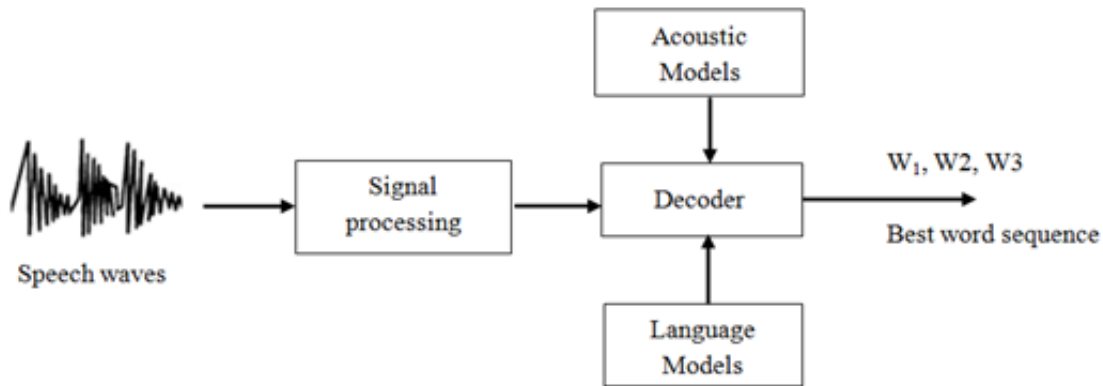 Acoustic
Models
W₁, W2, W3
Signal
processing
Decoder
Best word sequence
Speech waves
Language
Models